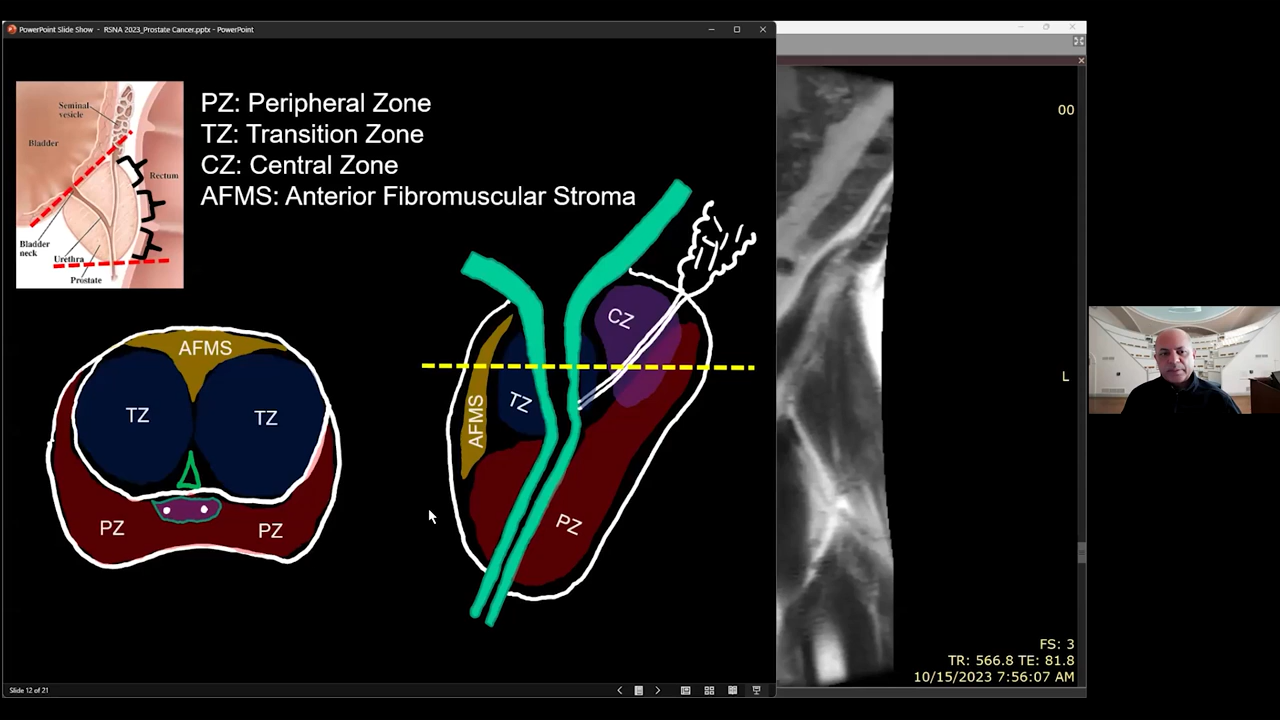 PowerPoint Slide Show - RSNA 2023_Prostate Cancer.pptx - PowerPoint
PZ: Peripheral Zone
TZ: Transition Zone
CZ: Central Zone
AFMS: Anterior Fibromuscular Stroma
Seminal
vesicle
Bladder
Rectum
Bladder
neck
Urethra
Prostate
AFMS
TZ
TZ
PZ
PZ
CZ
TZ
AFMS
PZ
00
L
FS: 3
TR: 566.8 TE: 81.8
10/15/2023 7:56:07 AM
Slide 12 of 21